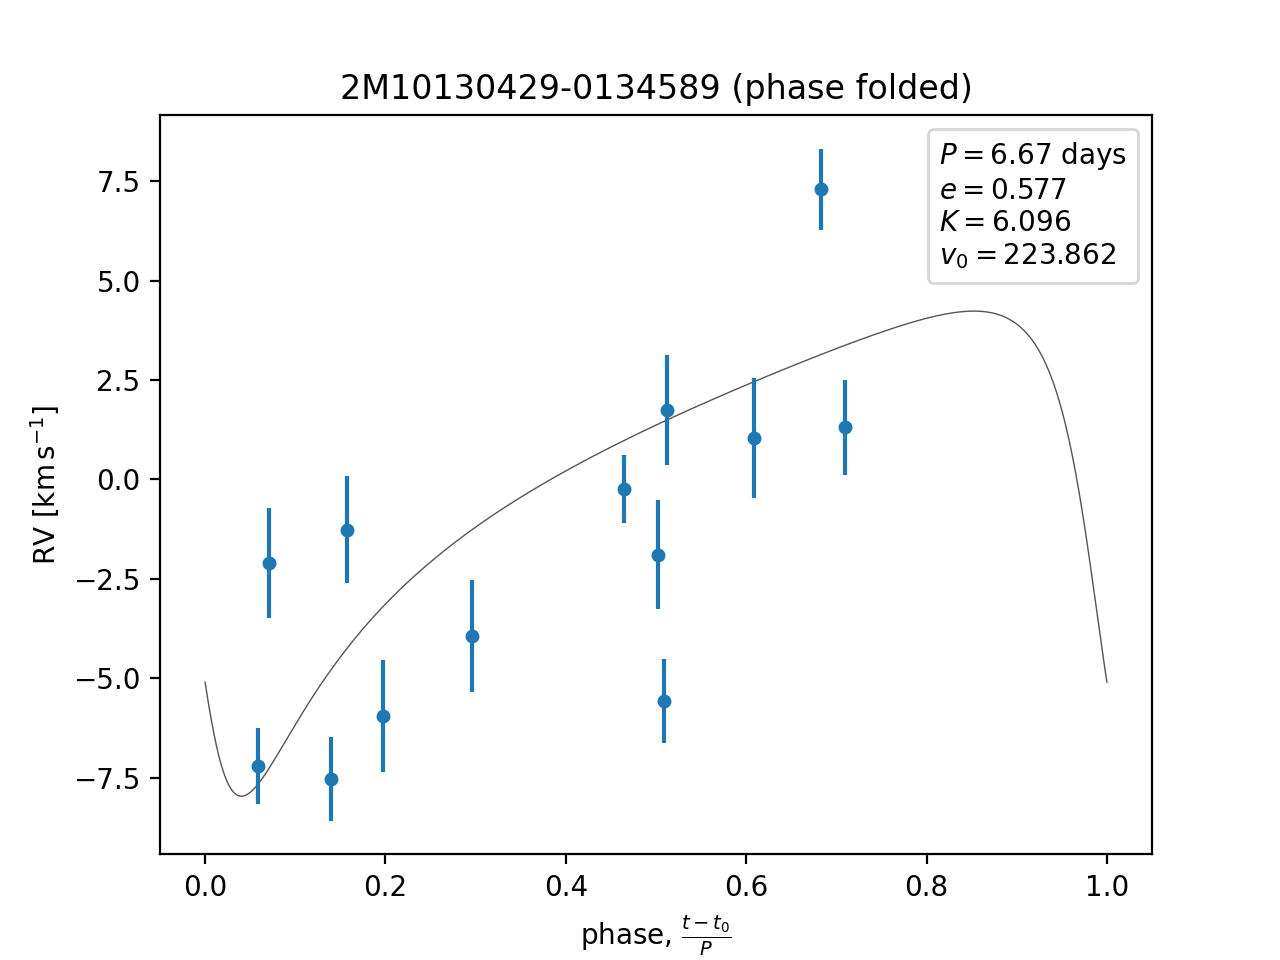 2M10130429-0134589 (phase folded)
P = 6.67 days
e = 0.577
K = 6.096
v₀ = 223.862
7.5
5.0
2.5
0.0
−2.5
−5.0
−7.5
RV [km s⁻¹]
0.0 0.2 0.4 0.6 0.8 1.0
phase, (t − t₀)/P